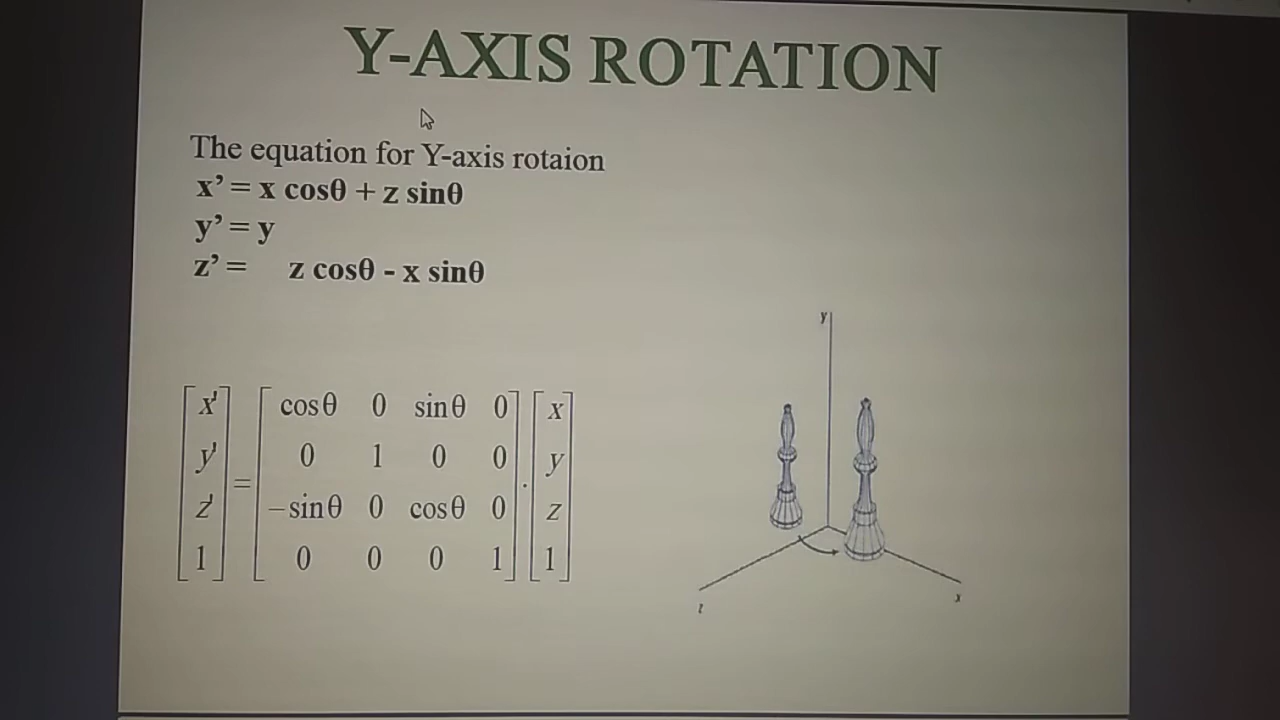 Y-AXIS ROTATION
The equation for Y-axis rotaion
x’ = x cosθ + z sinθ
y’ = y
z’ = z cosθ - x sinθ
[x'] = [cosθ 0 sinθ 0] . [x]
[y'] [0 1 0 0] [y]
[z'] [-sinθ 0 cosθ 0] [z]
[1] [0 0 0 1] [1]
y
z
x